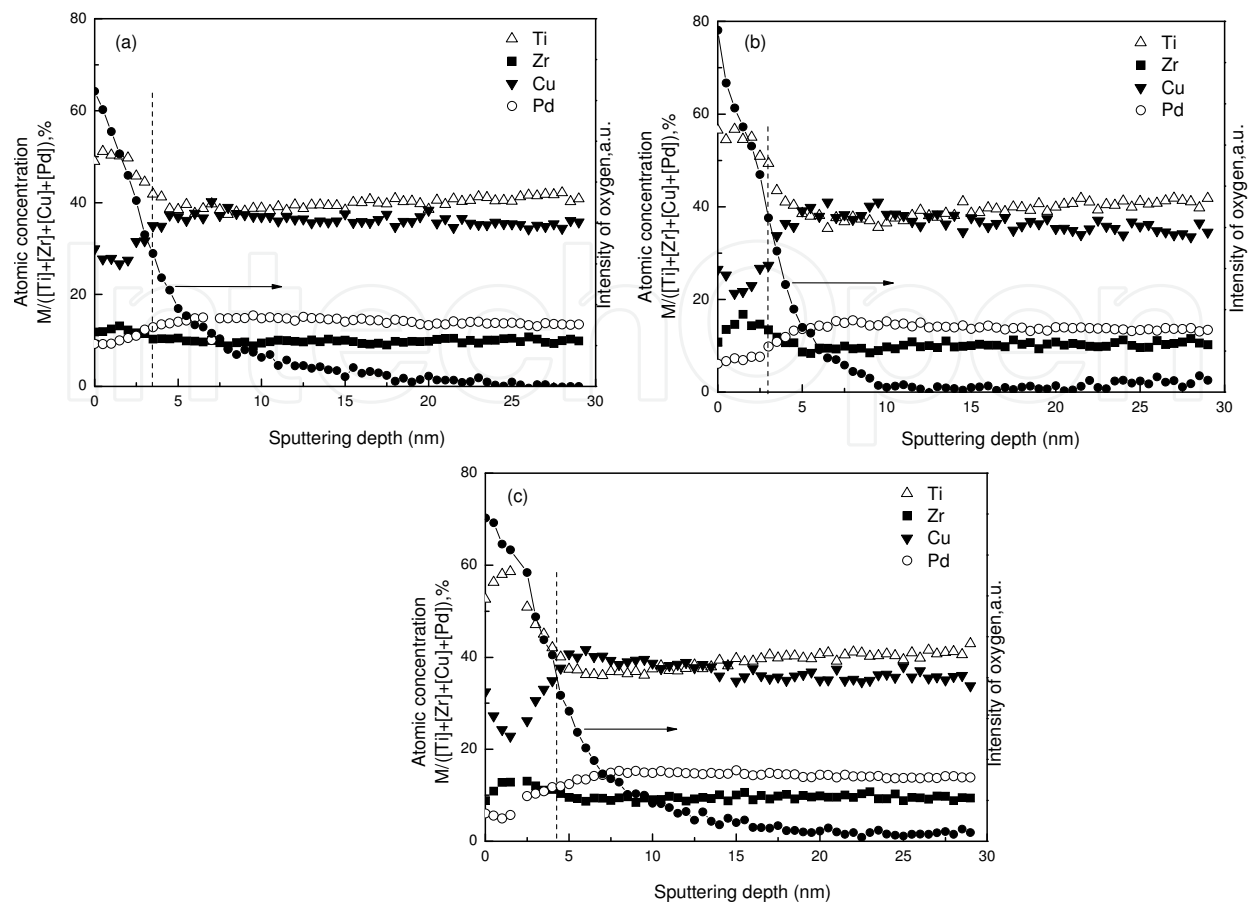 (a)
Ti
Zr
Cu
Pd
80
60
40
20
0
0 5 10 15 20 25 30
Atomic concentration
M/([Ti]+[Zr]+[Cu]+[Pd]),%
Intensity of oxygen,a.u.
Sputtering depth (nm)
(b)
Ti
Zr
Cu
Pd
80
60
40
20
0
0 5 10 15 20 25 30
Atomic concentration
M/([Ti]+[Zr]+[Cu]+[Pd]),%
Intensity of oxygen,a.u.
Sputtering depth (nm)
(c)
Ti
Zr
Cu
Pd
80
60
40
20
0
0 5 10 15 20 25 30
Atomic concentration
M/([Ti]+[Zr]+[Cu]+[Pd]),%
Intensity of oxygen,a.u.
Sputtering depth (nm)
IntechOpen